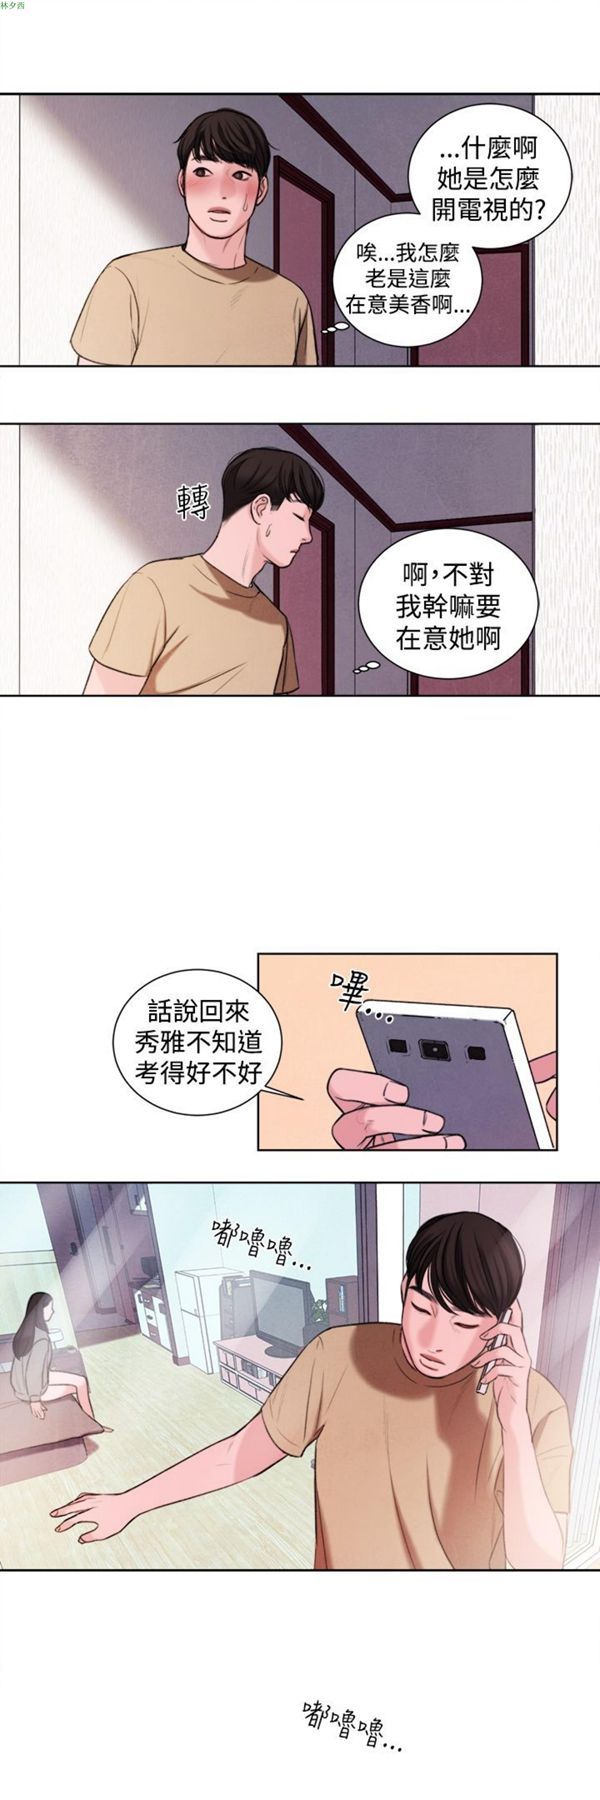 林夕西
...什麼啊
她是怎麼
開電視的?
唉...我怎麼
老是這麼
在意美香啊...
轉
啊,不對
我幹嘛要
在意她啊
嗶...
話說回來
秀雅不知道
考得好不好
嘟嚕嚕...
嘟嚕嚕...